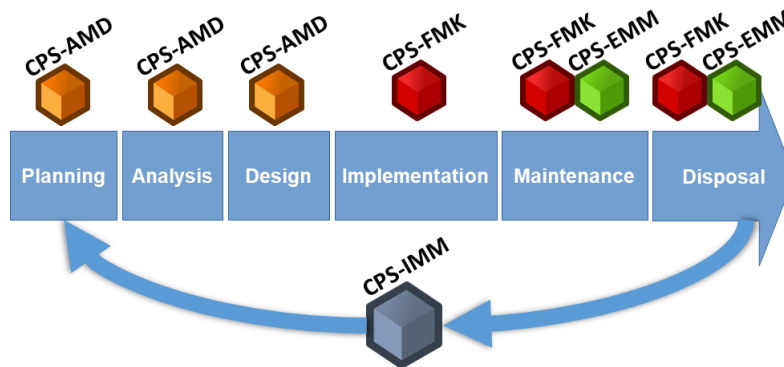 CPS-AMD
CPS-AMD
CPS-AMD
CPS-FMK
CPS-FMK
CPS-EMM
CPS-FMK
CPS-EMM
Planning
Analysis
Design
Implementation
Maintenance
Disposal
CPS-IMM